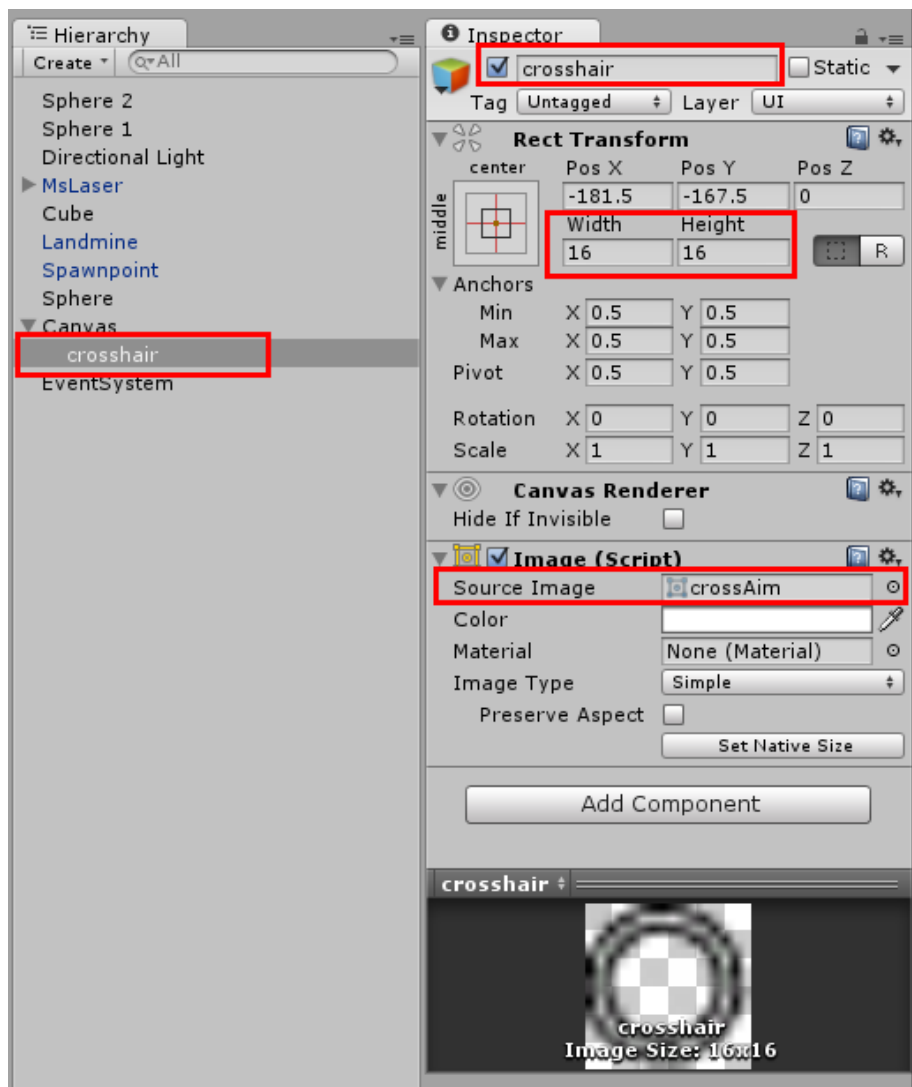 Hierarchy
Create All
Sphere 2
Sphere 1
Directional Light
MsLaser
Cube
Landmine
Spawnpoint
Sphere
Canvas
crosshair
EventSystem
Inspector
crosshair Static
Tag Untagged Layer UI
Rect Transform
center Pos X Pos Y Pos Z
middle -181.5 -167.5 0
Width Height
16 16 R
Anchors
Min X 0.5 Y 0.5
Max X 0.5 Y 0.5
Pivot X 0.5 Y 0.5
Rotation X 0 Y 0 Z 0
Scale X 1 Y 1 Z 1
Canvas Renderer
Hide If Invisible
Image (Script)
Source Image crossAim
Color
Material None (Material)
Image Type Simple
Preserve Aspect
Set Native Size
Add Component
crosshair
crosshair
Image Size: 16x16